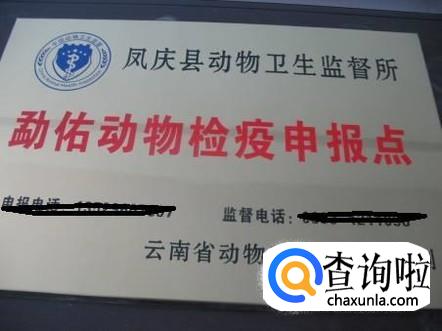 凤庆县动物卫生监督所
勐佑动物检疫申报点
申报电话:
监督电话:
云南省动物
查询啦
chaxunla.com